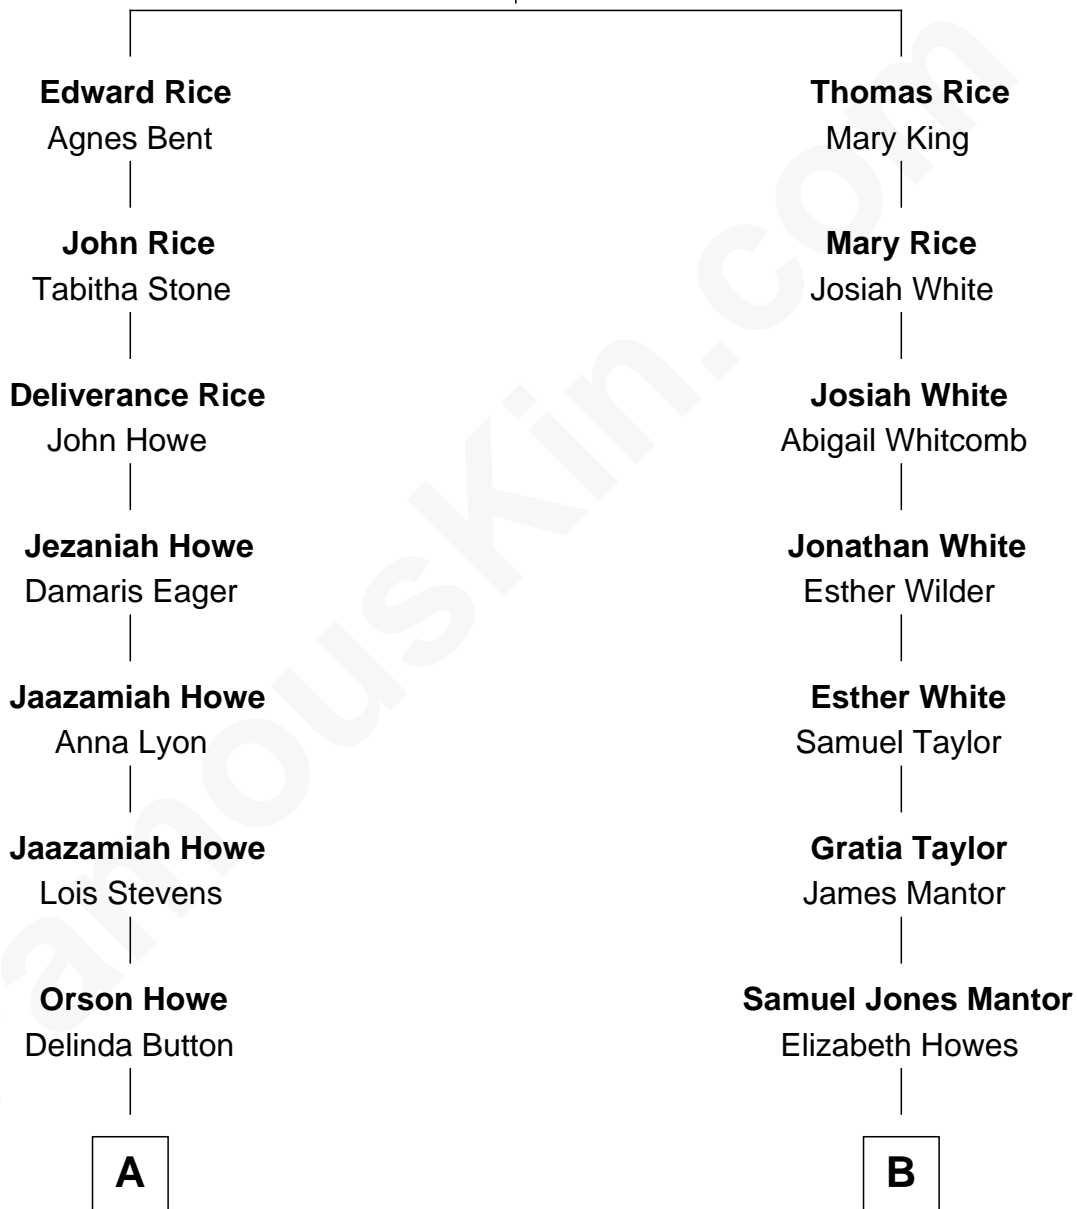 Edward Rice
Agnes Bent
John Rice
Tabitha Stone
Deliverance Rice
John Howe
Jezaniah Howe
Damaris Eager
Jaazamiah Howe
Anna Lyon
Jaazamiah Howe
Lois Stevens
Orson Howe
Delinda Button
A
Thomas Rice
Mary King
Mary Rice
Josiah White
Josiah White
Abigail Whitcomb
Jonathan White
Esther Wilder
Esther White
Samuel Taylor
Gratia Taylor
James Mantor
Samuel Jones Mantor
Elizabeth Howes
B
amouskin.com